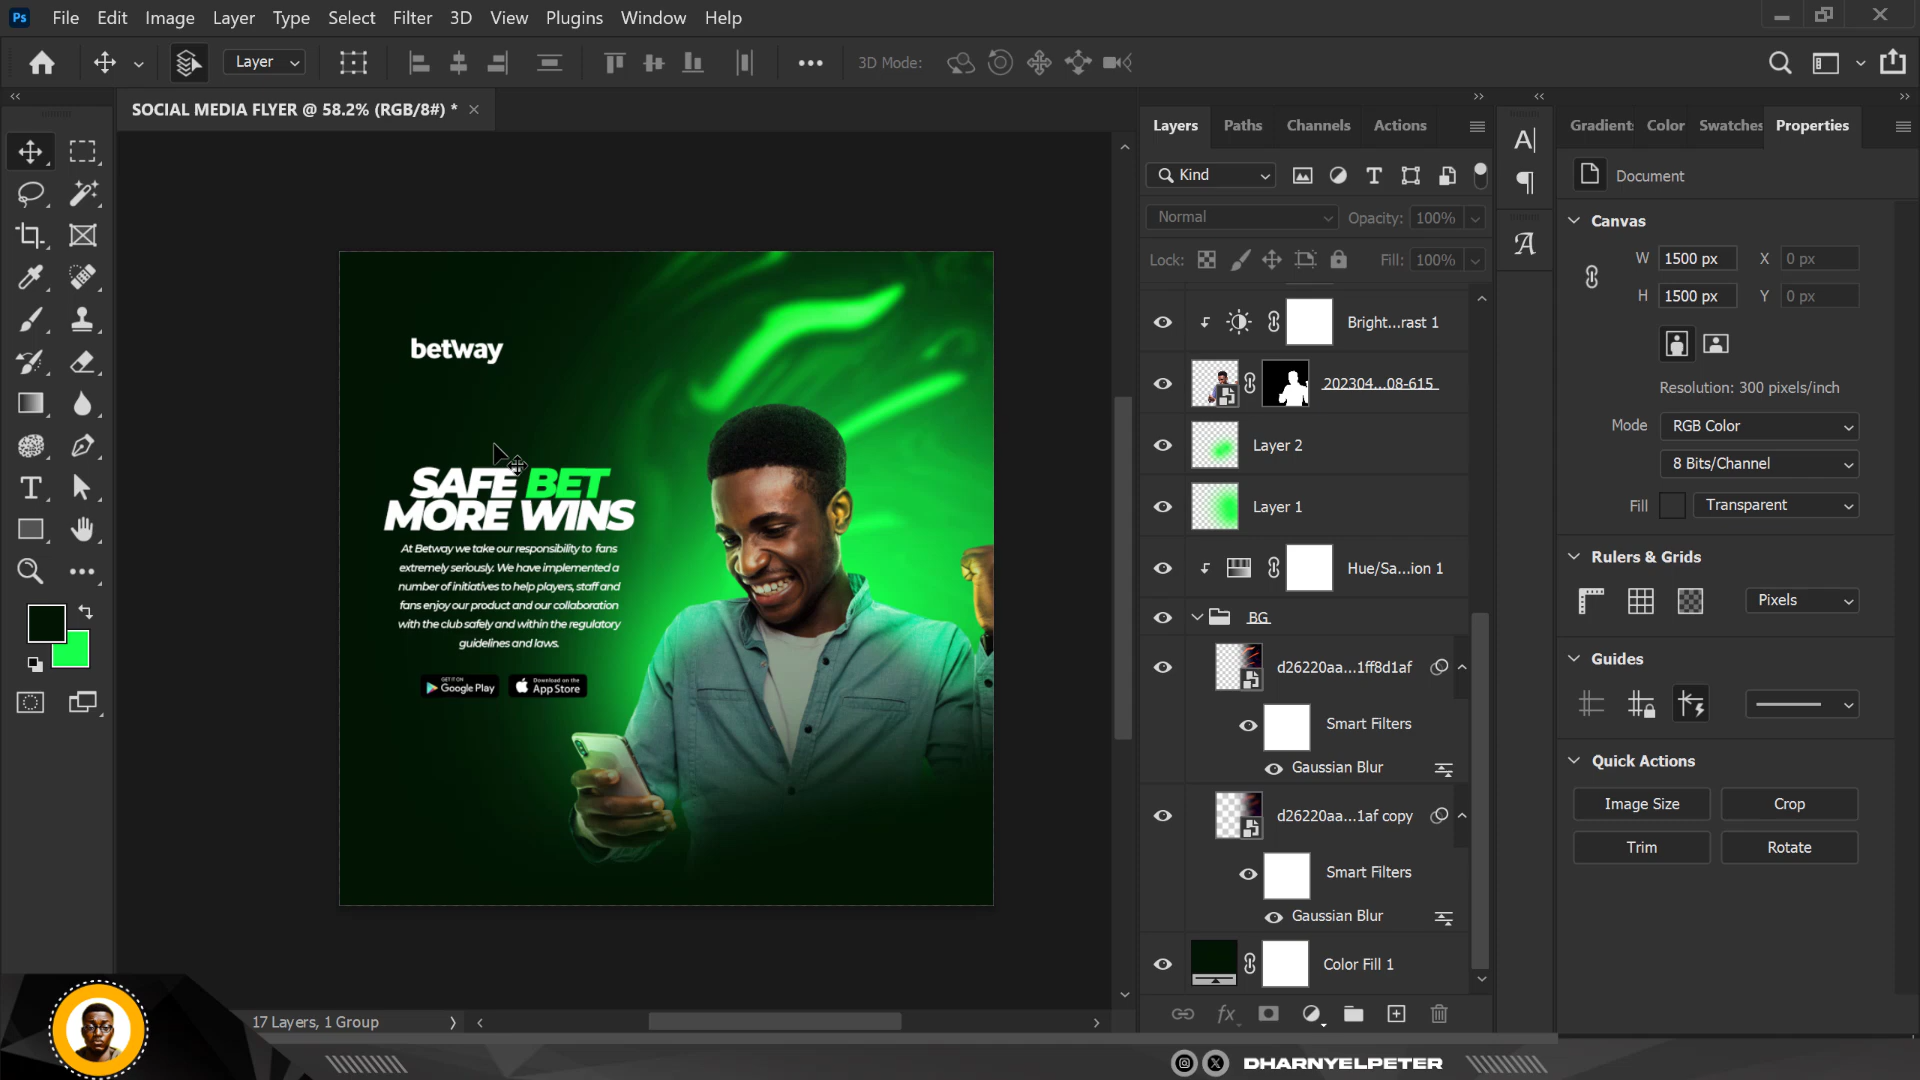 Ps File Edit Image Layer Type Select Filter 3D View Plugins Window Help
Layer 3D Mode:
SOCIAL MEDIA FLYER @ 58.2% (RGB/8#) *
betway
SAFE BET
MORE WINS
At Betway we take our responsibility to fans
extremely seriously. We have implemented a
number of initiatives to help players, staff and
fans enjoy our product and our collaboration
with the club safely and within the regulatory
guidelines and laws.
GET IT ON
Google Play
Download on the
App Store
17 Layers, 1 Group
Layers Paths Channels Actions
Kind
Normal Opacity: 100%
Lock: Fill: 100%
Bright...rast 1
202304...08-615
Layer 2
Layer 1
Hue/Sa...ion 1
BG
d26220aa...1ff8d1af
Smart Filters
Gaussian Blur
d26220aa...1af copy
Smart Filters
Gaussian Blur
Color Fill 1
fx
Gradient Color Swatches Properties
Document
Canvas
W 1500 px X 0 px
H 1500 px Y 0 px
Resolution: 300 pixels/inch
Mode RGB Color
8 Bits/Channel
Fill Transparent
Rulers & Grids
Pixels
Guides
Quick Actions
Image Size Crop
Trim Rotate
DHARNYELPETER